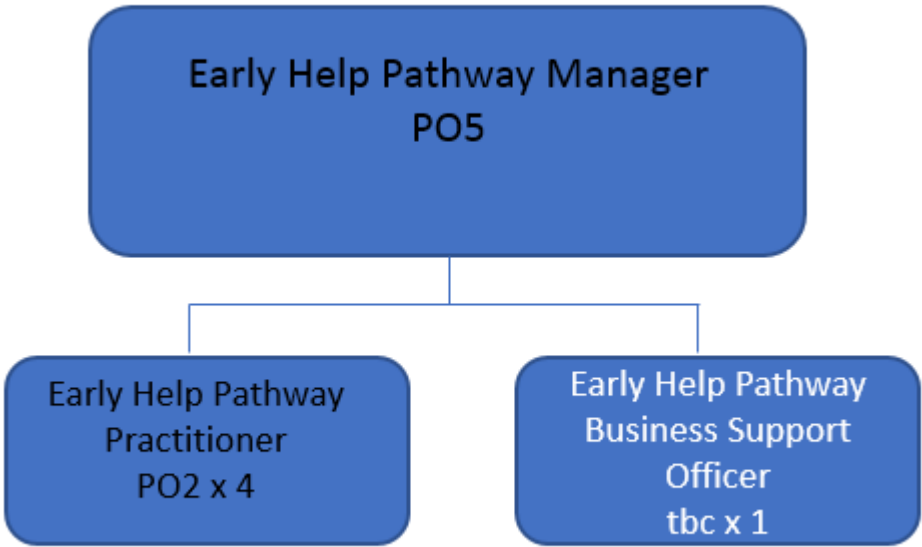 Early Help Pathway Manager
PO5
Early Help Pathway
Practitioner
PO2 x 4
Early Help Pathway
Business Support
Officer
tbc x 1